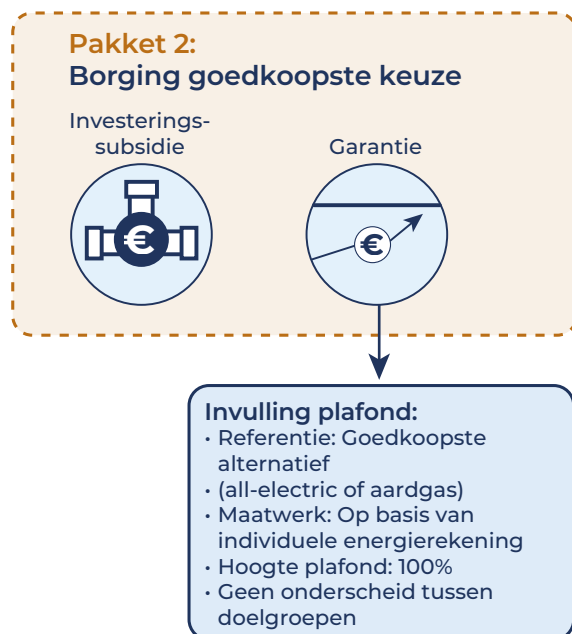 Pakket 2:
Borging goedkoopste keuze
Investerings-
subsidie
Garantie
€
€
Invulling plafond:
· Referentie: Goedkoopste
alternatief
· (all-electric of aardgas)
· Maatwerk: Op basis van
individuele energierekening
· Hoogte plafond: 100%
· Geen onderscheid tussen
doelgroepen